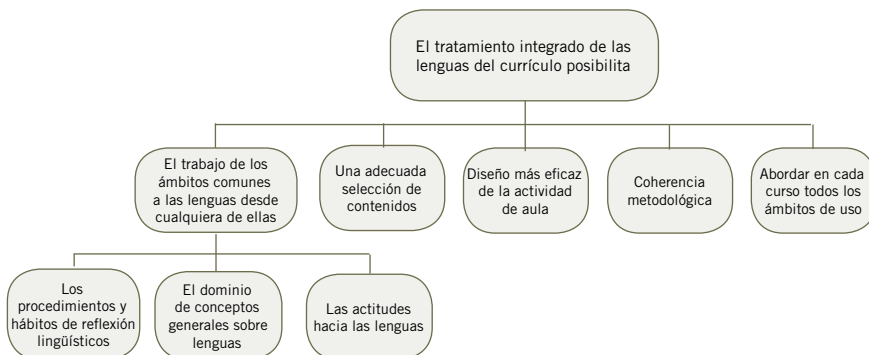 El tratamiento integrado de las
lenguas del currículo posibilita
El trabajo de los
ámbitos comunes
a las lenguas desde
cualquiera de ellas
Una adecuada
selección de
contenidos
Diseño más eficaz
de la actividad
de aula
Coherencia
metodológica
Abordar en cada
curso todos los
ámbitos de uso
Los
procedimientos y
hábitos de reflexión
lingüísticos
El dominio
de conceptos
generales sobre
lenguas
Las actitudes
hacia las lenguas